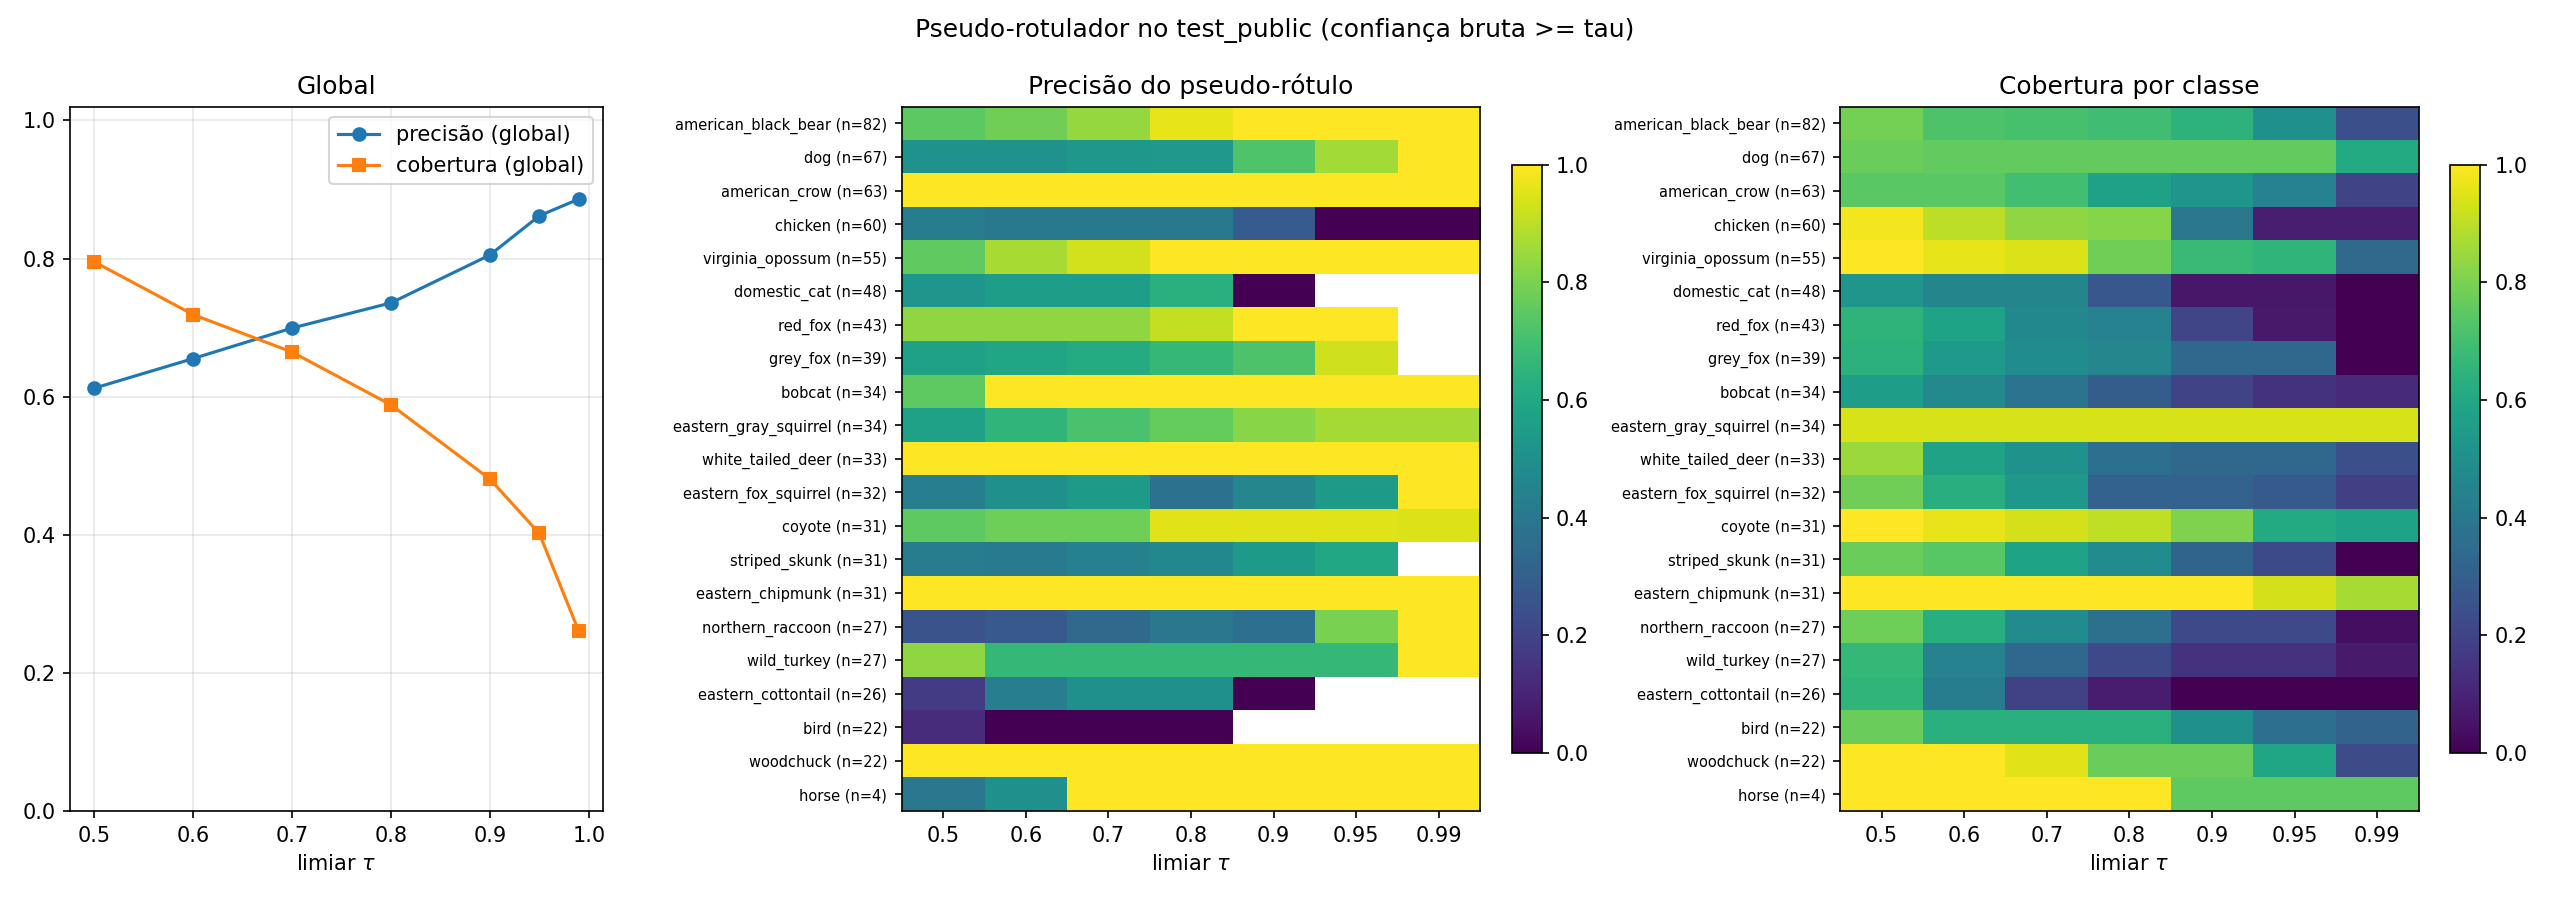 Pseudo-rotulador no test_public (confiança bruta >= tau)
Global
1.0
0.8
0.6
0.4
0.2
0.0
precisão (global)
cobertura (global)
0.5 0.6 0.7 0.8 0.9 1.0
limiar τ
Precisão do pseudo-rótulo
american_black_bear (n=82)
dog (n=67)
american_crow (n=63)
chicken (n=60)
virginia_opossum (n=55)
domestic_cat (n=48)
red_fox (n=43)
grey_fox (n=39)
bobcat (n=34)
eastern_gray_squirrel (n=34)
white_tailed_deer (n=33)
eastern_fox_squirrel (n=32)
coyote (n=31)
striped_skunk (n=31)
eastern_chipmunk (n=31)
northern_raccoon (n=27)
wild_turkey (n=27)
eastern_cottontail (n=26)
bird (n=22)
woodchuck (n=22)
horse (n=4)
0.5 0.6 0.7 0.8 0.9 0.95 0.99
limiar τ
1.0
0.8
0.6
0.4
0.2
0.0
Cobertura por classe
american_black_bear (n=82)
dog (n=67)
american_crow (n=63)
chicken (n=60)
virginia_opossum (n=55)
domestic_cat (n=48)
red_fox (n=43)
grey_fox (n=39)
bobcat (n=34)
eastern_gray_squirrel (n=34)
white_tailed_deer (n=33)
eastern_fox_squirrel (n=32)
coyote (n=31)
striped_skunk (n=31)
eastern_chipmunk (n=31)
northern_raccoon (n=27)
wild_turkey (n=27)
eastern_cottontail (n=26)
bird (n=22)
woodchuck (n=22)
horse (n=4)
0.5 0.6 0.7 0.8 0.9 0.95 0.99
limiar τ
1.0
0.8
0.6
0.4
0.2
0.0